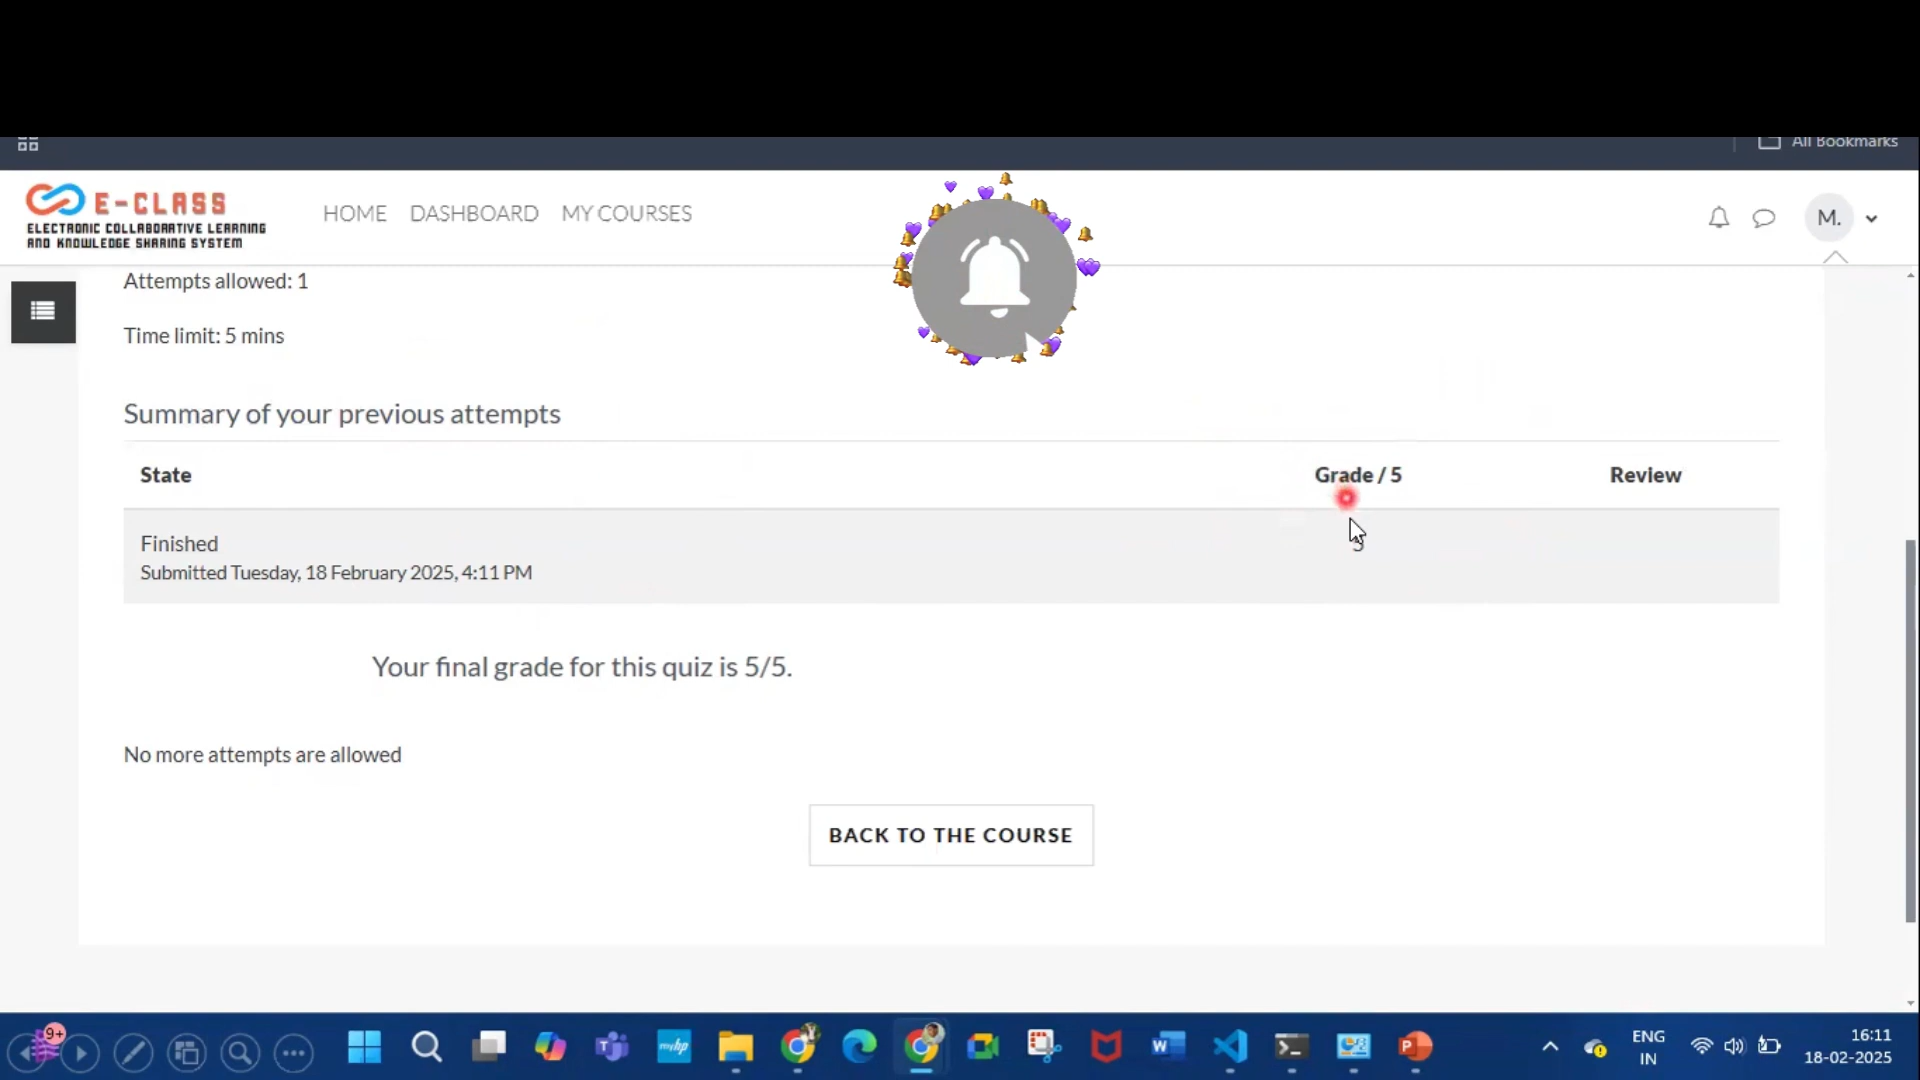 All Bookmarks
E-CLASS
ELECTRONIC COLLABORATIVE LEARNING
AND KNOWLEDGE SHARING SYSTEM
HOME DASHBOARD MY COURSES
M.
Attempts allowed: 1
Time limit: 5 mins
Summary of your previous attempts
State Grade / 5 Review
Finished
Submitted Tuesday, 18 February 2025, 4:11 PM
Your final grade for this quiz is 5/5.
No more attempts are allowed
BACK TO THE COURSE
9+
myhp
ENG
IN
16:11
18-02-2025